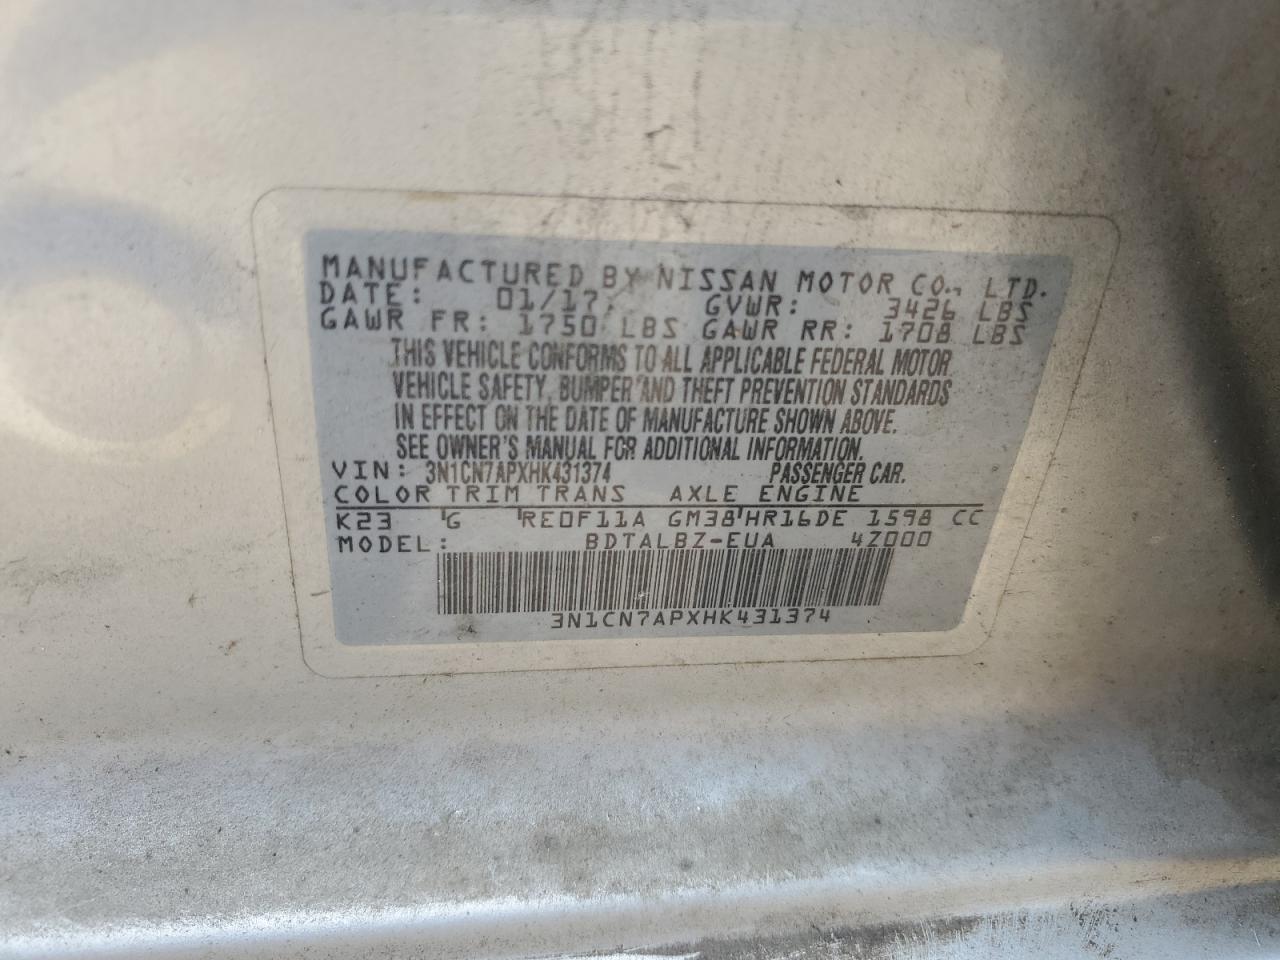 MANUFACTURED BY NISSAN MOTOR CO., LTD.
DATE: 01/17 GVWR: 3426 LBS
GAWR FR: 1750 LBS GAWR RR: 1708 LBS
THIS VEHICLE CONFORMS TO ALL APPLICABLE FEDERAL MOTOR
VEHICLE SAFETY, BUMPER AND THEFT PREVENTION STANDARDS
IN EFFECT ON THE DATE OF MANUFACTURE SHOWN ABOVE.
SEE OWNER'S MANUAL FOR ADDITIONAL INFORMATION.
VIN: 3N1CN7APXHK431374 PASSENGER CAR.
COLOR TRIM TRANS AXLE ENGINE
K23 G RE0F11A GM38 HR16DE 1598 CC
MODEL: BDTALBZ-EUA 4Z000
3N1CN7APXHK431374